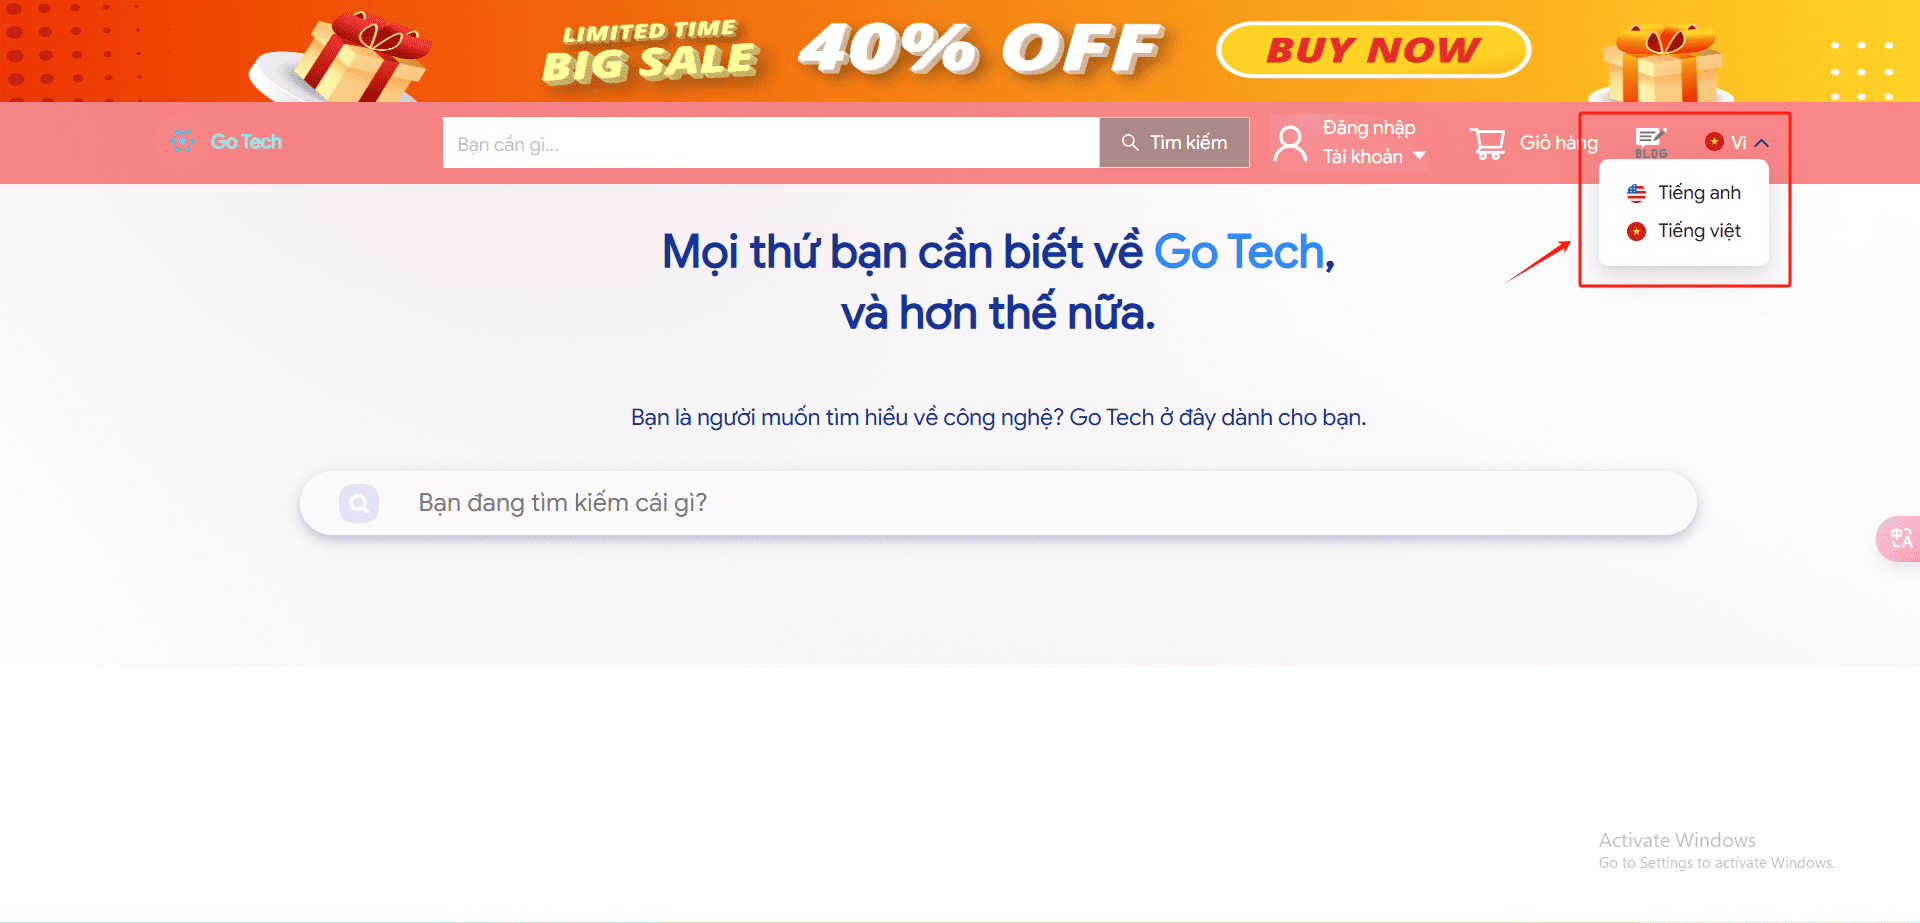 LIMITED TIME
BIG SALE
40% OFF
BUY NOW
Go Tech
Bạn cần gì...
Tìm kiếm
Đăng nhập
Tài khoản
Giỏ hàng
BLOG
Vi
Tiếng anh
Tiếng việt
Mọi thứ bạn cần biết về Go Tech,
và hơn thế nữa.
Bạn là người muốn tìm hiểu về công nghệ? Go Tech ở đây dành cho bạn.
Bạn đang tìm kiếm cái gì?
中A
Activate Windows
Go to Settings to activate Windows.